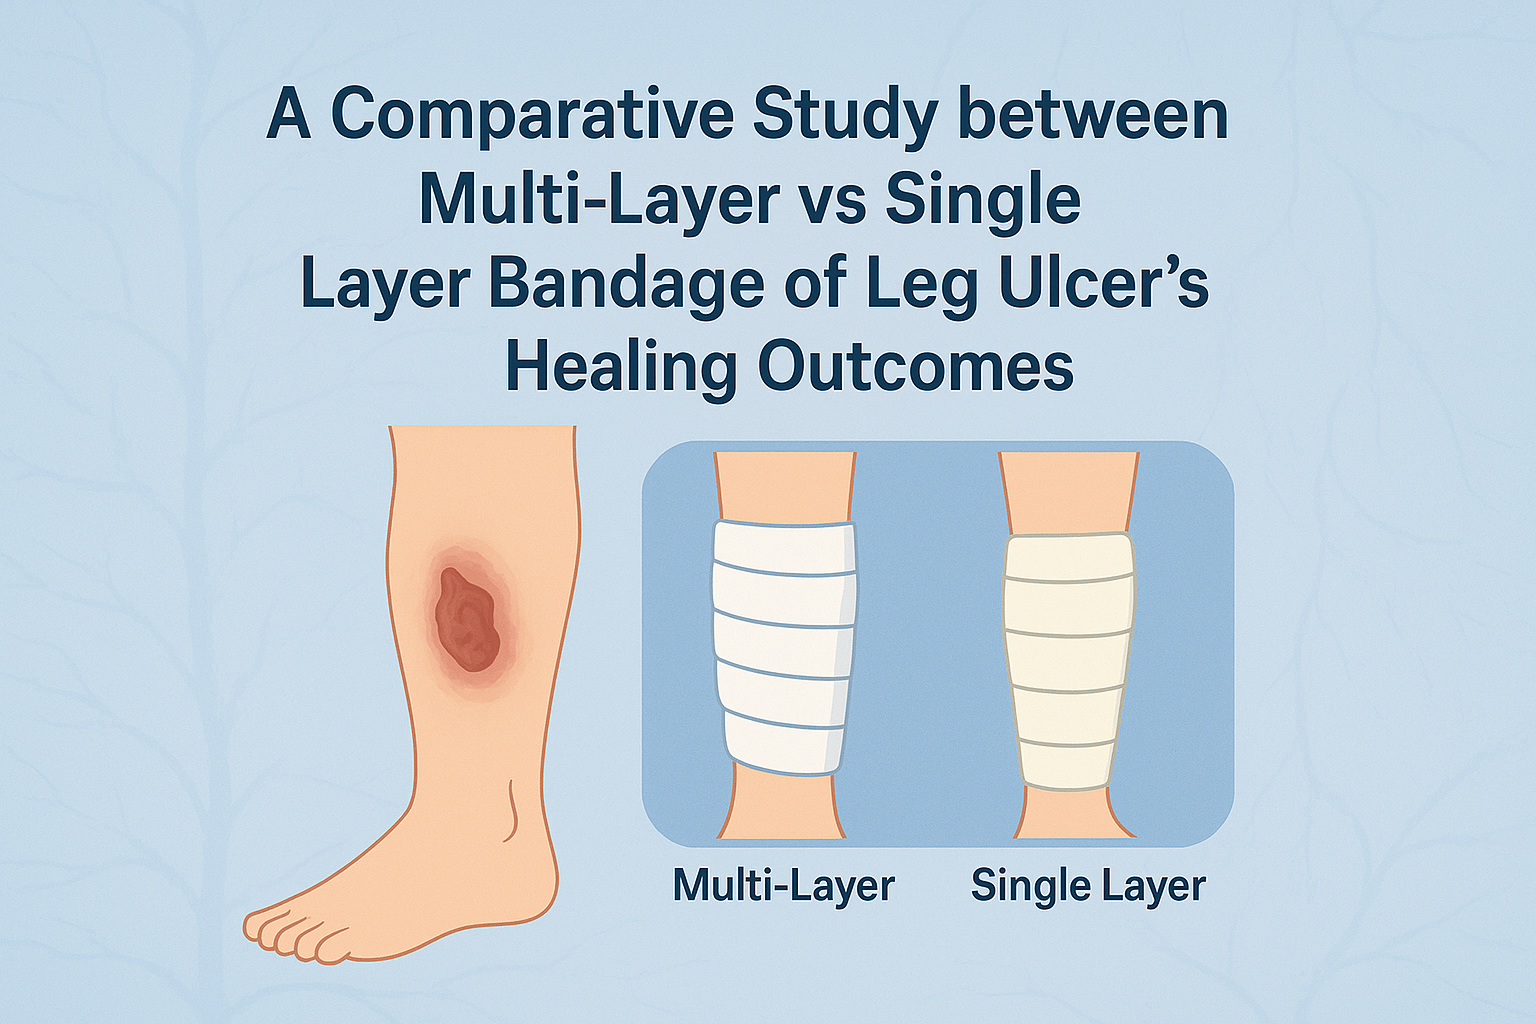 A Comparative Study between
Multi-Layer vs Single
Layer Bandage of Leg Ulcer’s
Healing Outcomes
Multi-Layer
Single Layer